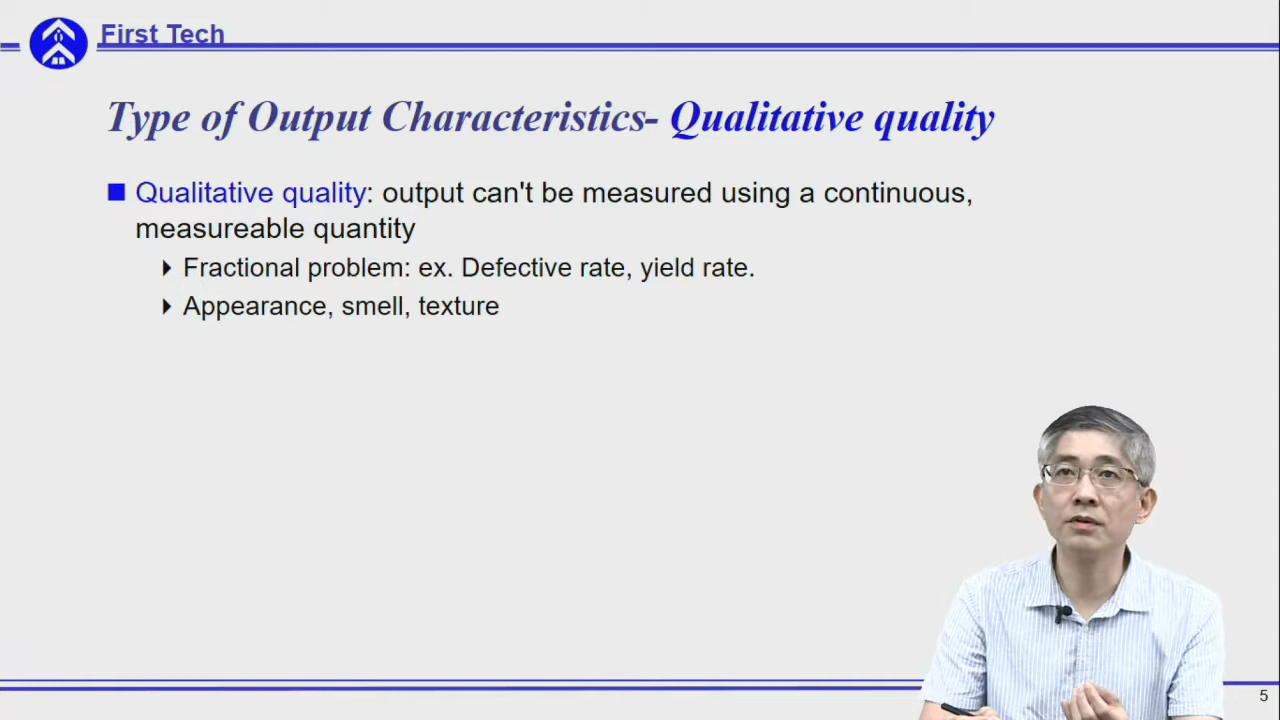 First Tech
Type of Output Characteristics- Qualitative quality
Qualitative quality: output can't be measured using a continuous,
measureable quantity
Fractional problem: ex. Defective rate, yield rate.
Appearance, smell, texture
5